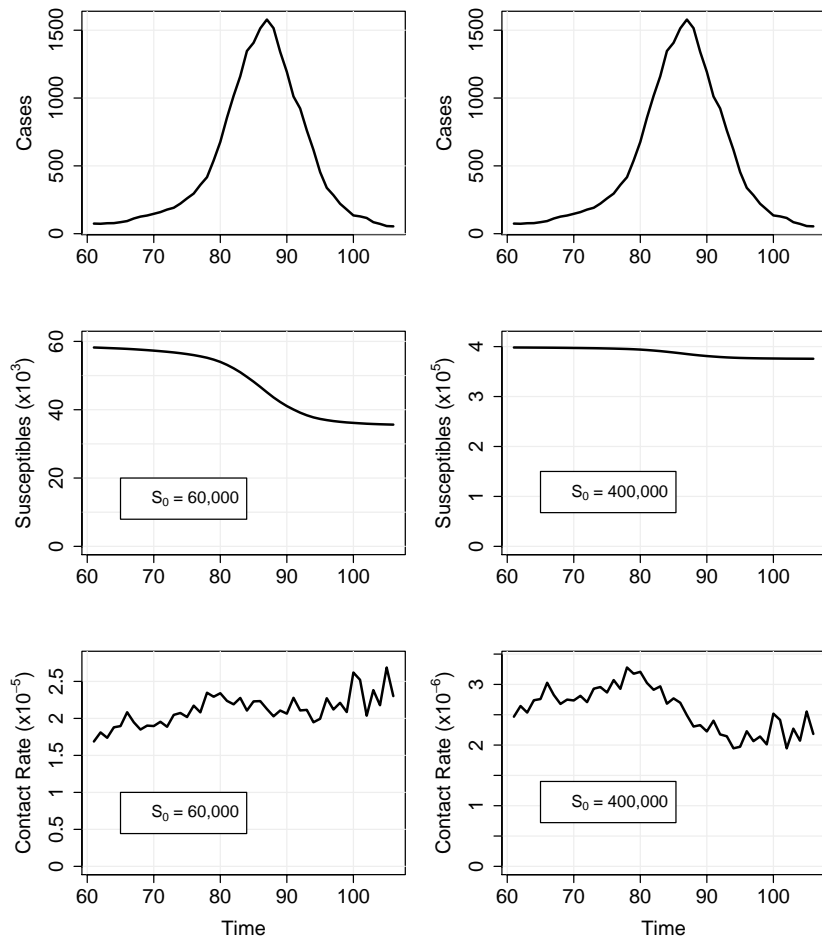 Cases
0
500
1000
1500
60 70 80 90 100
Cases
0
500
1000
1500
60 70 80 90 100
Susceptibles (x10³)
0
20
40
60
S₀ = 60,000
60 70 80 90 100
Susceptibles (x10⁵)
0
1
2
3
4
S₀ = 400,000
60 70 80 90 100
Contact Rate (x10⁻⁵)
0
0.5
1
1.5
2
2.5
S₀ = 60,000
60 70 80 90 100
Time
Contact Rate (x10⁻⁶)
0
1
2
3
S₀ = 400,000
60 70 80 90 100
Time